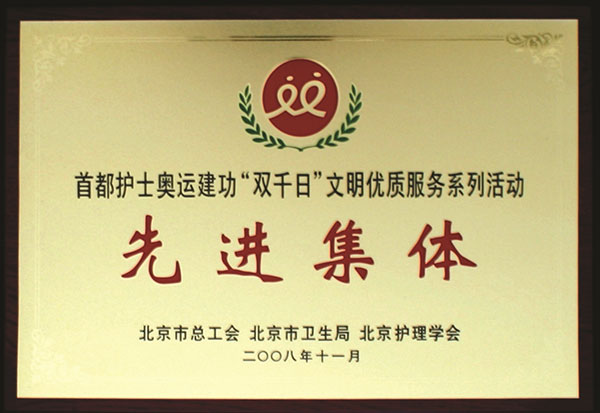 首都护士奥运建功“双千日”文明优质服务系列活动
先进集体
北京市总工会 北京市卫生局 北京护理学会
二〇〇八年十一月